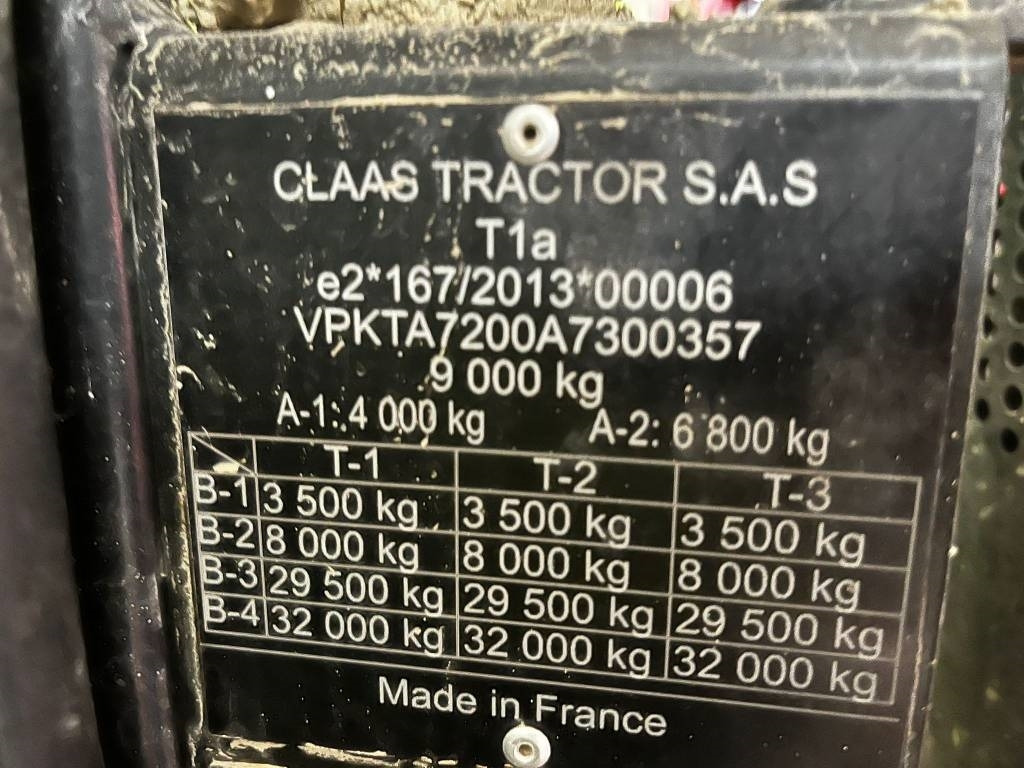 CLAAS TRACTOR S.A.S
T1a
e2*167/2013*00006
VPKTA7200A7300357
9 000 kg
A-1: 4 000 kg A-2: 6 800 kg
T-1 T-2 T-3
B-1 3 500 kg 3 500 kg 3 500 kg
B-2 8 000 kg 8 000 kg 8 000 kg
B-3 29 500 kg 29 500 kg 29 500 kg
B-4 32 000 kg 32 000 kg 32 000 kg
Made in France